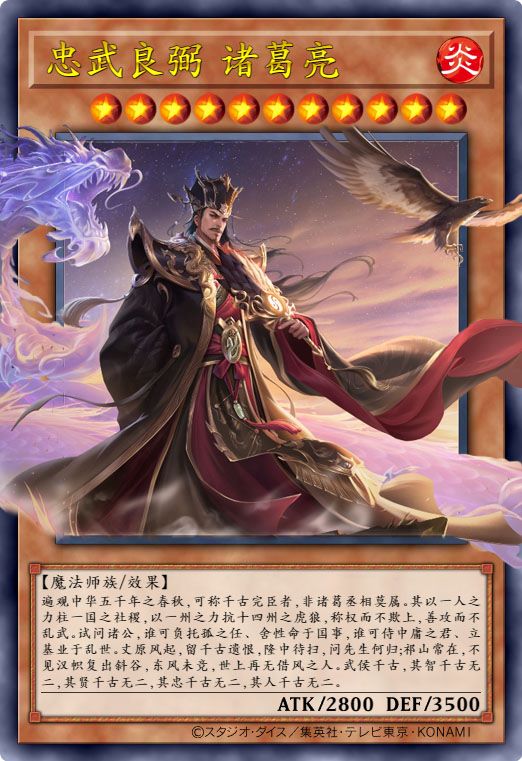 忠武良弼 诸葛亮
炎
【魔法师族/效果】
遍观中华五千年之春秋,可称千古完臣者,非诸葛丞相莫属。其以一人之
力柱一国之社稷,以一州之力抗十四州之虎狼,称权而不欺上,善攻而不
乱武。试问诸公,谁可负托孤之任、舍性命于国事,谁可侍中庸之君、立
基业于乱世。丈原风起,留千古遗恨,隆中待扫,问先生何归;祁山常在,不
见汉帜复出斜谷,东风未竞,世上再无借风之人。武侯千古,其智千古无
二,其贤千古无二,其忠千古无二,其人千古无二。
ATK/2800 DEF/3500
©スタジオ・ダイス/集英社・テレビ東京・KONAMI